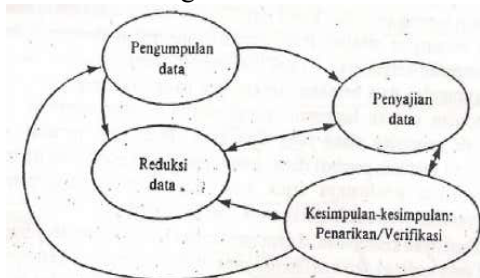 Pengumpulan
data
Penyajian
data
Reduksi
data
Kesimpulan-kesimpulan:
Penarikan/Verifikasi